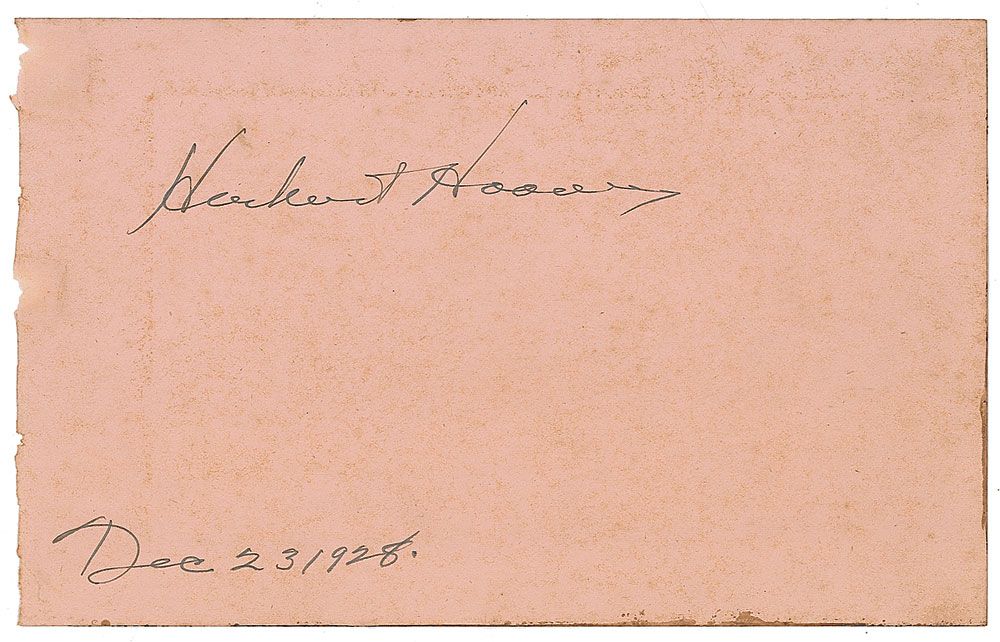 Herbert Hoover
Dec 23 1928.